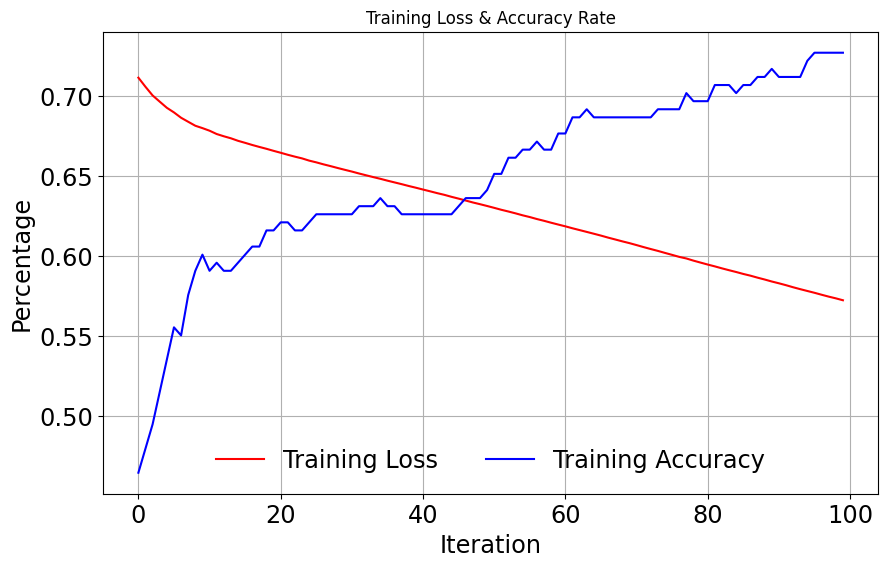 Training Loss & Accuracy Rate
0.70
0.65
0.60
0.55
0.50
Percentage
Training Loss
Training Accuracy
0 20 40 60 80 100
Iteration